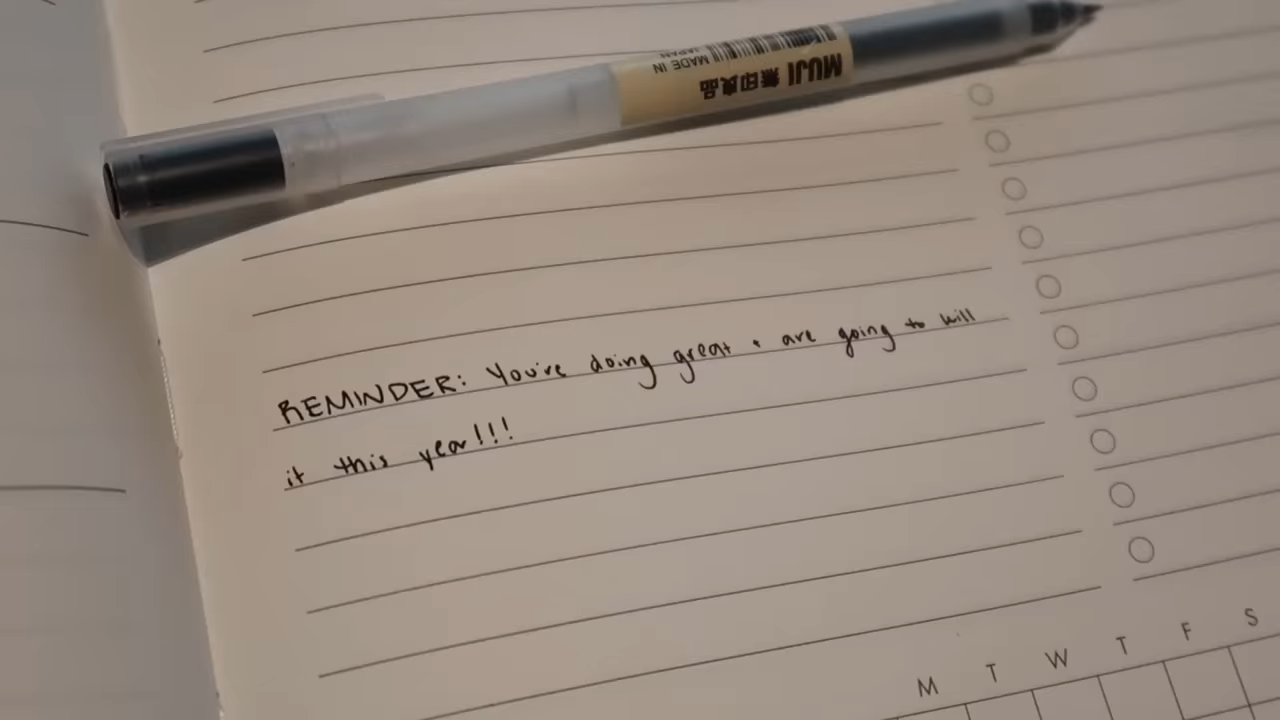 MADE IN JAPAN
MUJI 無印良品
REMINDER: You're doing great + are going to will
it this year!!!
M T W T F S